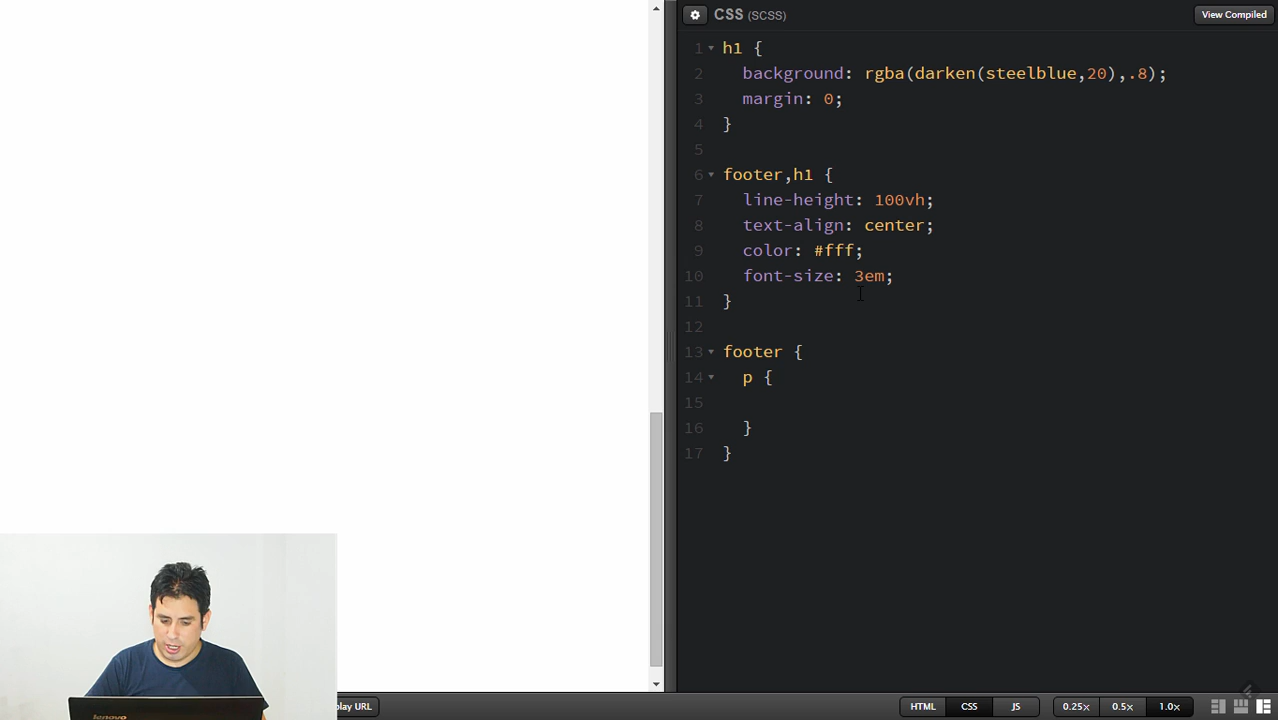 CSS (SCSS)
View Compiled
1 h1 {
2 background: rgba(darken(steelblue,20),.8);
3 margin: 0;
4 }
5
6 footer,h1 {
7 line-height: 100vh;
8 text-align: center;
9 color: #fff;
10 font-size: 3em;
11 }
12
13 footer {
14 p {
15
16 }
17 }
lenovo
play URL
HTML CSS JS 0.25x 0.5x 1.0x